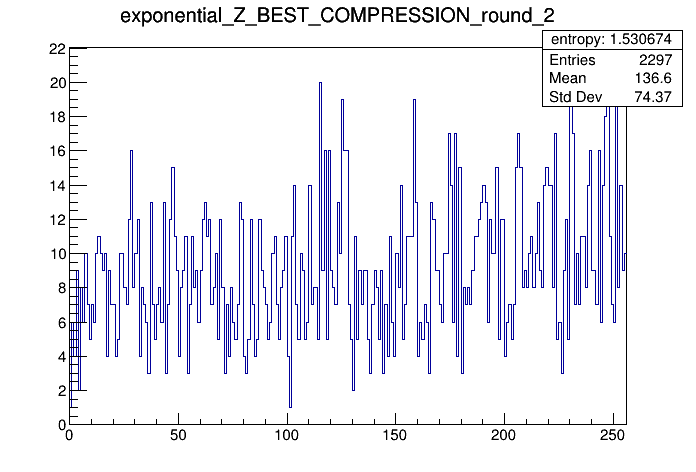 exponential_Z_BEST_COMPRESSION_round_2
entropy: 1.530674
Entries 2297
Mean 136.6
Std Dev 74.37
22
20
18
16
14
12
10
8
6
4
2
0
0 50 100 150 200 250